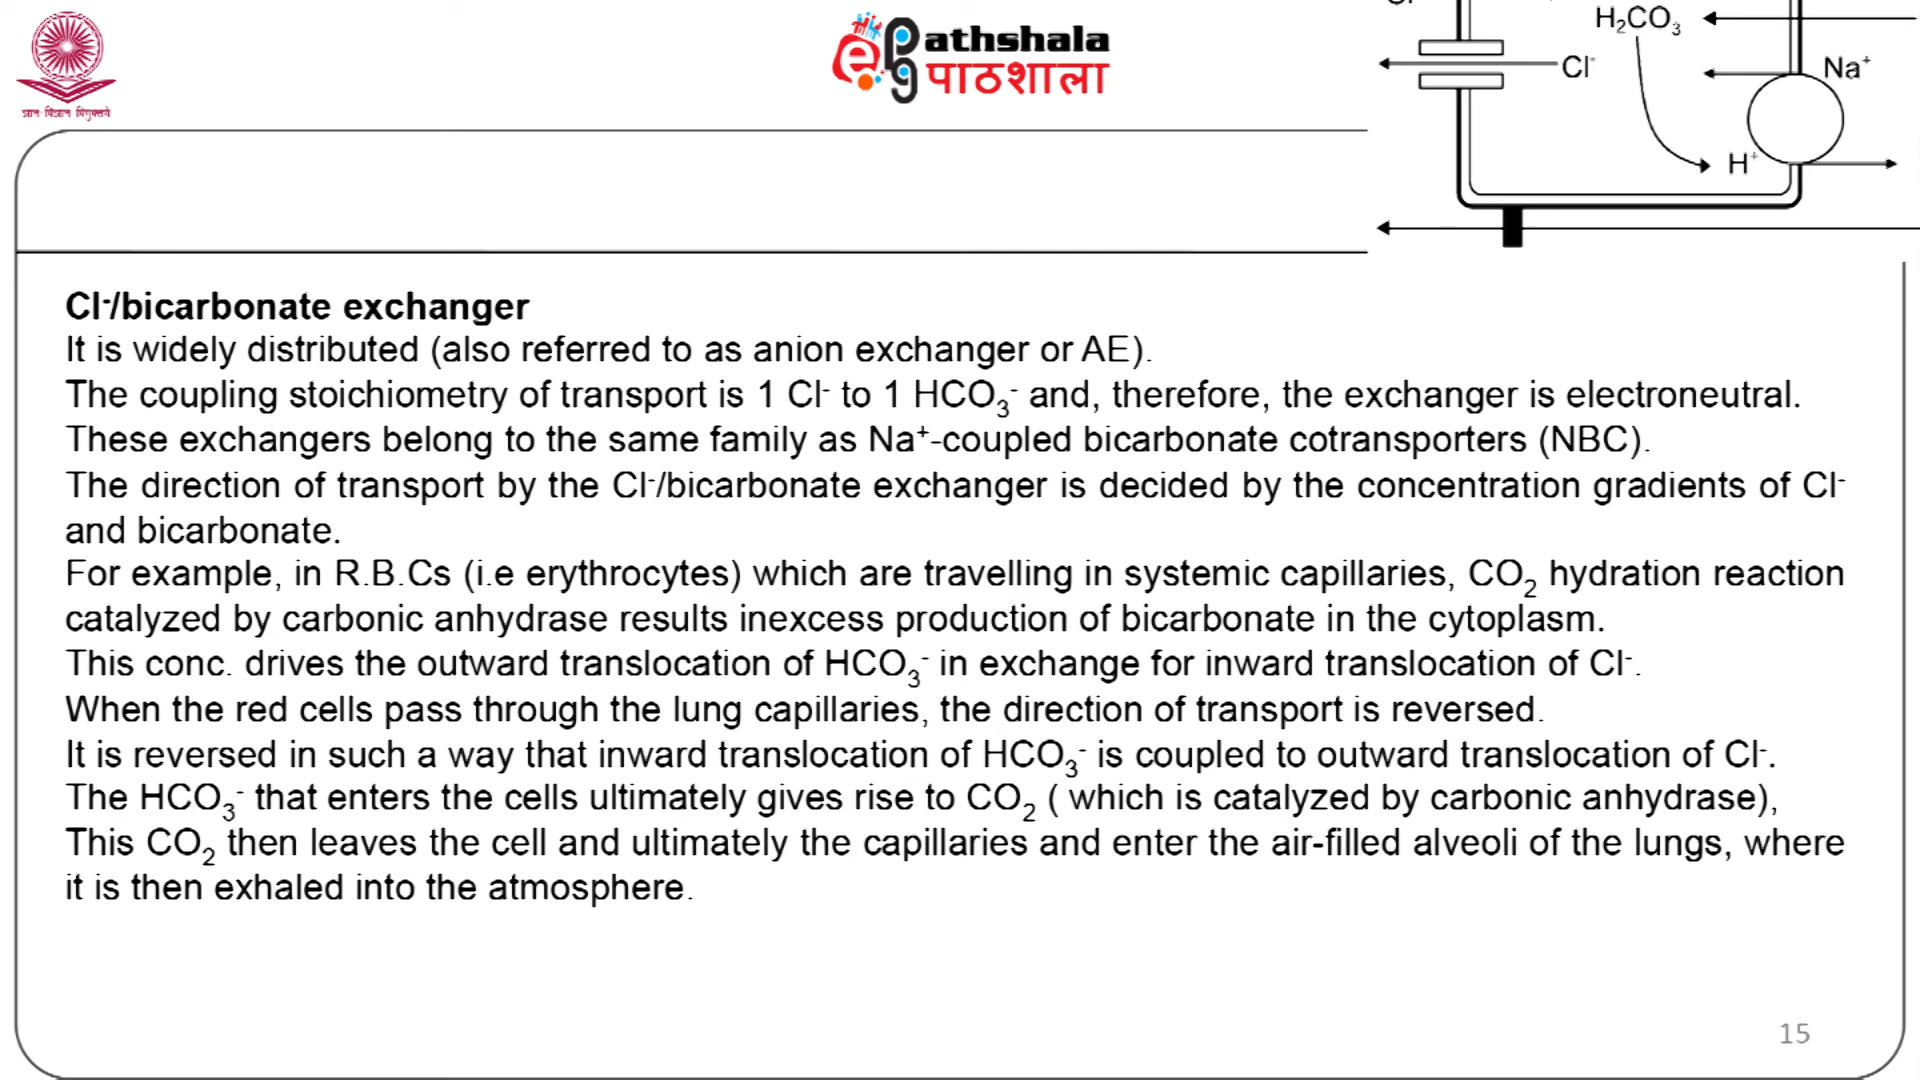 ज्ञान-विज्ञान विमुक्तये
athshala
पाठशाला
H₂CO₃
Cl⁻
Na⁺
H⁺
Cl⁻/bicarbonate exchanger
It is widely distributed (also referred to as anion exchanger or AE).
The coupling stoichiometry of transport is 1 Cl⁻ to 1 HCO₃⁻ and, therefore, the exchanger is electroneutral.
These exchangers belong to the same family as Na⁺-coupled bicarbonate cotransporters (NBC).
The direction of transport by the Cl⁻/bicarbonate exchanger is decided by the concentration gradients of Cl⁻
and bicarbonate.
For example, in R.B.Cs (i.e erythrocytes) which are travelling in systemic capillaries, CO₂ hydration reaction
catalyzed by carbonic anhydrase results inexcess production of bicarbonate in the cytoplasm.
This conc. drives the outward translocation of HCO₃⁻ in exchange for inward translocation of Cl⁻.
When the red cells pass through the lung capillaries, the direction of transport is reversed.
It is reversed in such a way that inward translocation of HCO₃⁻ is coupled to outward translocation of Cl⁻.
The HCO₃⁻ that enters the cells ultimately gives rise to CO₂ ( which is catalyzed by carbonic anhydrase),
This CO₂ then leaves the cell and ultimately the capillaries and enter the air-filled alveoli of the lungs, where
it is then exhaled into the atmosphere.
15